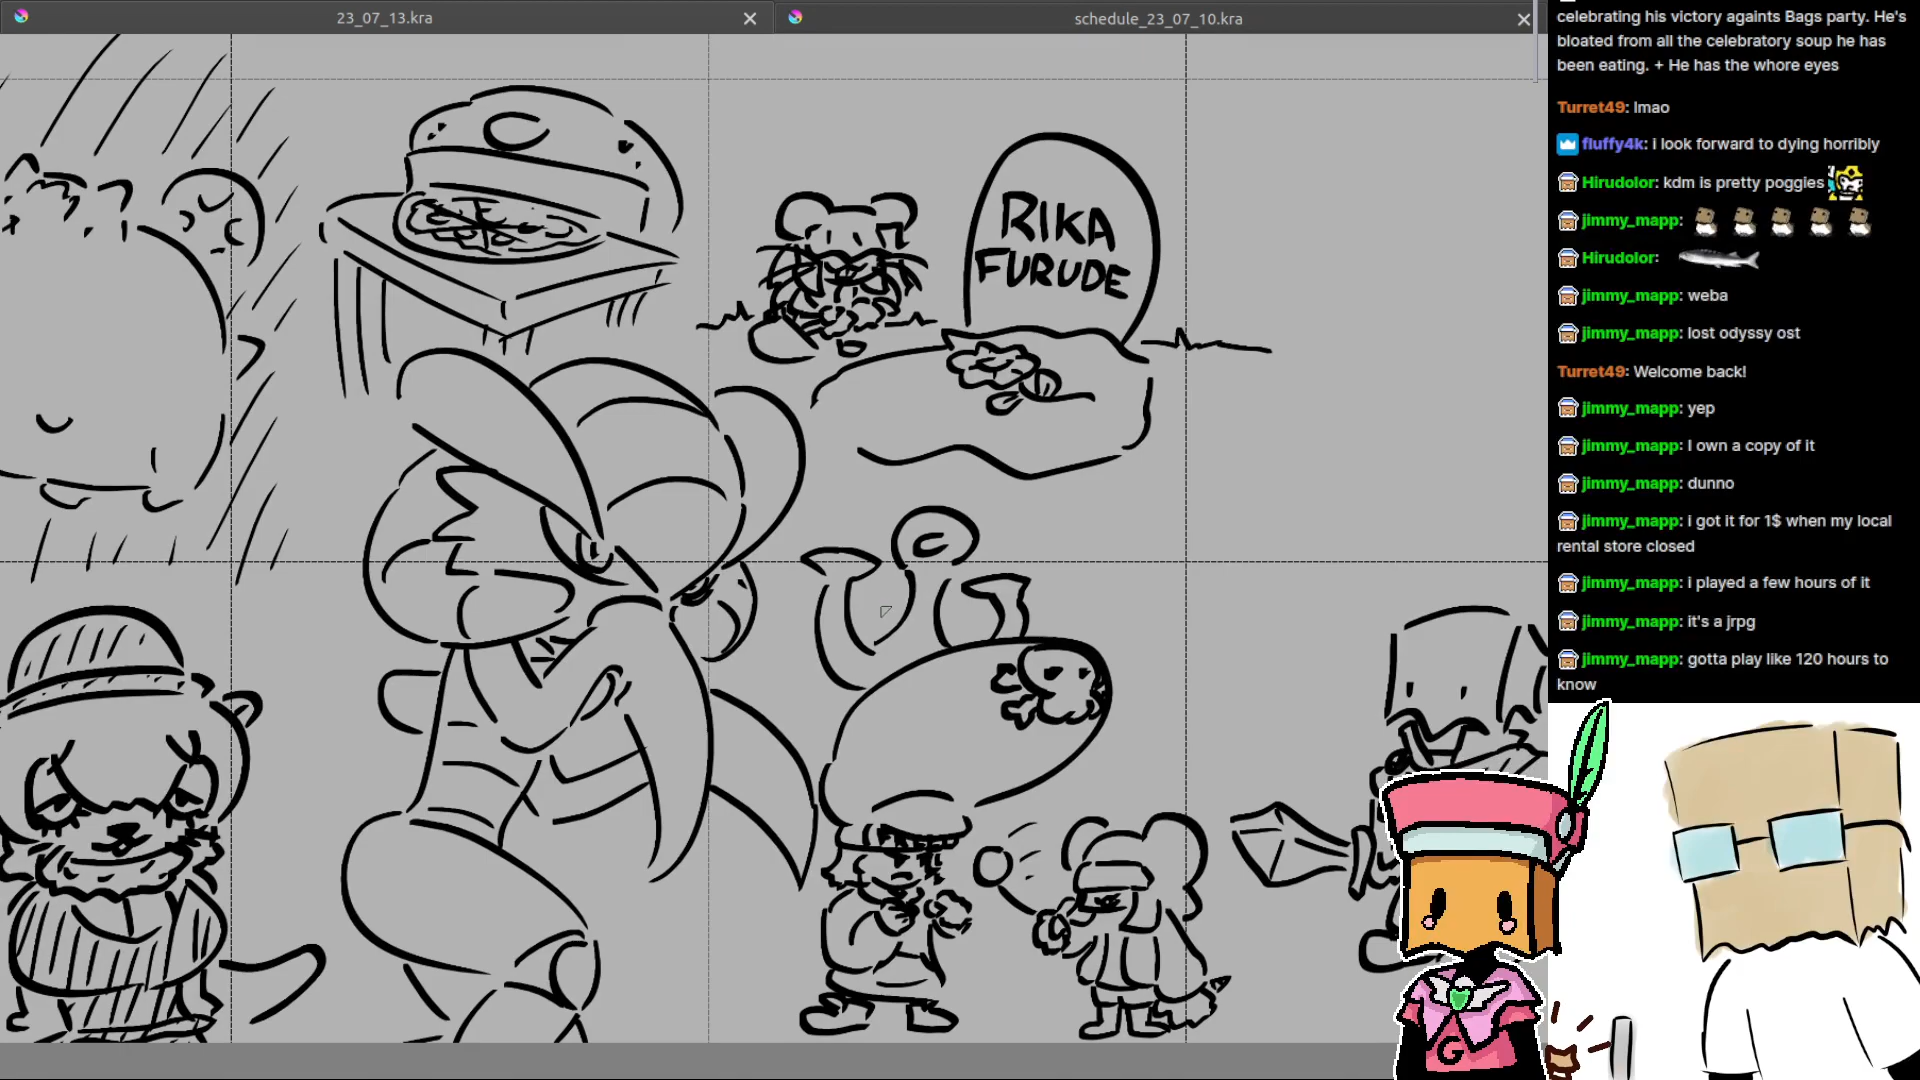 23_07_13.kra
schedule_23_07_10.kra
celebrating his victory againts Bags party. He's
bloated from all the celebratory soup he has
been eating. + He has the whore eyes
Turret49: lmao
fluffy4k: i look forward to dying horribly
Hirudolor: kdm is pretty poggies
jimmy_mapp:
Hirudolor:
jimmy_mapp: weba
jimmy_mapp: lost odyssy ost
Turret49: Welcome back!
jimmy_mapp: yep
jimmy_mapp: I own a copy of it
jimmy_mapp: dunno
jimmy_mapp: i got it for 1$ when my local
rental store closed
jimmy_mapp: i played a few hours of it
jimmy_mapp: it's a jrpg
jimmy_mapp: gotta play like 120 hours to
know
RIKA
FURUDE
G